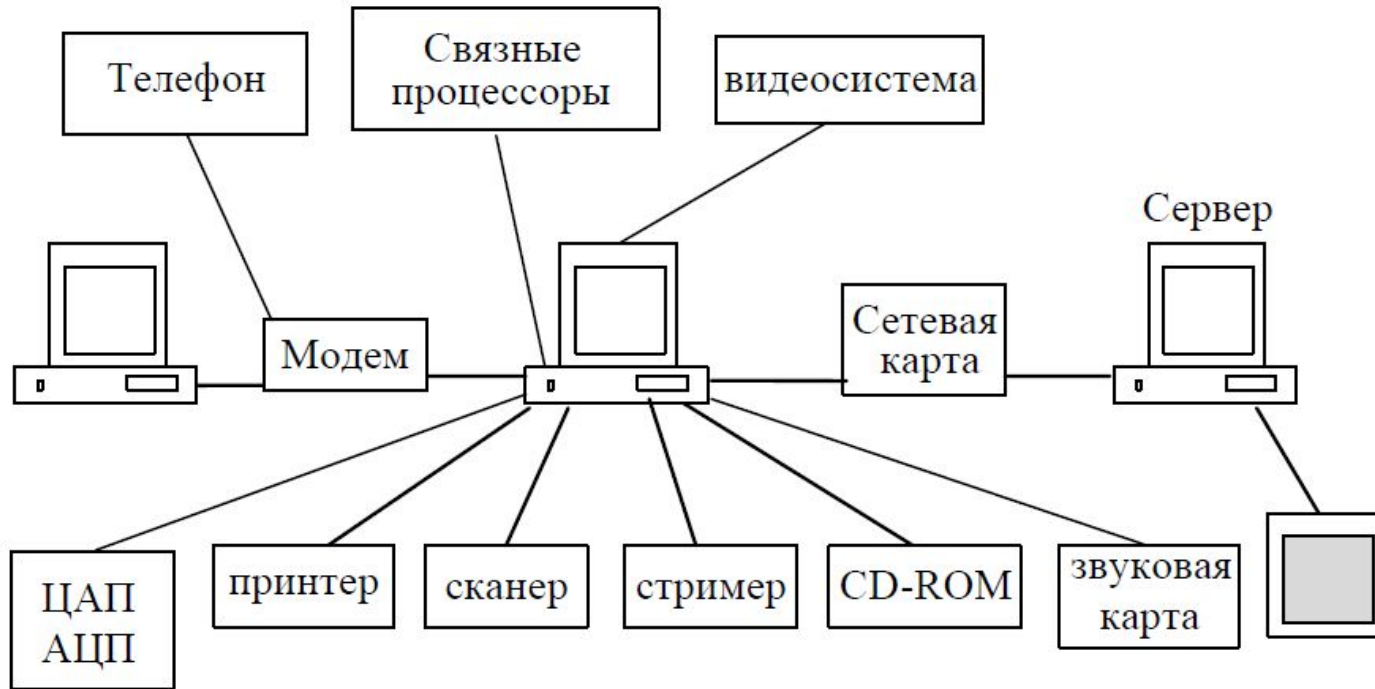 Телефон
Связные
процессоры
видеосистема
Сервер
Модем
Сетевая
карта
ЦАП
АЦП
принтер
сканер
стример
CD-ROM
звуковая
карта